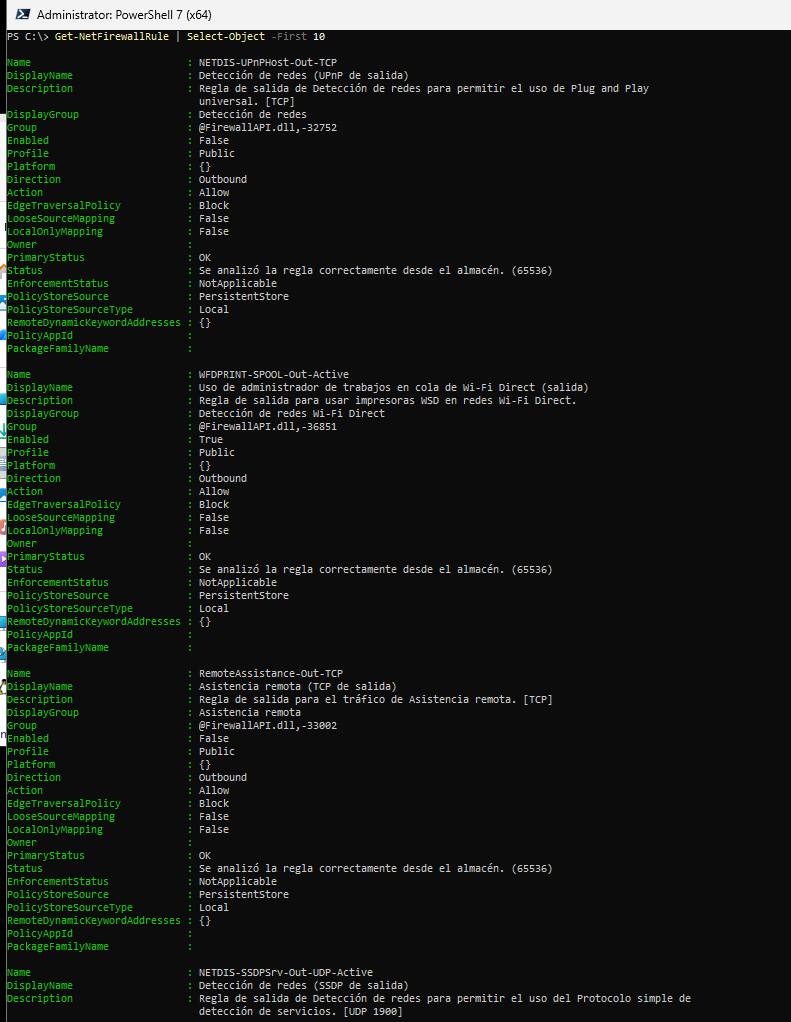 Administrator: PowerShell 7 (x64)
PS C:\> Get-NetFirewallRule | Select-Object -First 10
Name : NETDIS-UPnPHost-Out-TCP
DisplayName : Detección de redes (UPnP de salida)
Description : Regla de salida de Detección de redes para permitir el uso de Plug and Play
universal. [TCP]
DisplayGroup : Detección de redes
Group : @FirewallAPI.dll,-32752
Enabled : False
Profile : Public
Platform : {}
Direction : Outbound
Action : Allow
EdgeTraversalPolicy : Block
LooseSourceMapping : False
LocalOnlyMapping : False
Owner :
PrimaryStatus : OK
Status : Se analizó la regla correctamente desde el almacén. (65536)
EnforcementStatus : NotApplicable
PolicyStoreSource : PersistentStore
PolicyStoreSourceType : Local
RemoteDynamicKeywordAddresses : {}
PolicyAppId :
PackageFamilyName :
Name : WFDPRINT-SPOOL-Out-Active
DisplayName : Uso de administrador de trabajos en cola de Wi-Fi Direct (salida)
Description : Regla de salida para usar impresoras WSD en redes Wi-Fi Direct.
DisplayGroup : Detección de redes Wi-Fi Direct
Group : @FirewallAPI.dll,-36851
Enabled : True
Profile : Public
Platform : {}
Direction : Outbound
Action : Allow
EdgeTraversalPolicy : Block
LooseSourceMapping : False
LocalOnlyMapping : False
Owner :
PrimaryStatus : OK
Status : Se analizó la regla correctamente desde el almacén. (65536)
EnforcementStatus : NotApplicable
PolicyStoreSource : PersistentStore
PolicyStoreSourceType : Local
RemoteDynamicKeywordAddresses : {}
PolicyAppId :
PackageFamilyName :
Name : RemoteAssistance-Out-TCP
DisplayName : Asistencia remota (TCP de salida)
Description : Regla de salida para el tráfico de Asistencia remota. [TCP]
DisplayGroup : Asistencia remota
Group : @FirewallAPI.dll,-33002
Enabled : False
Profile : Public
Platform : {}
Direction : Outbound
Action : Allow
EdgeTraversalPolicy : Block
LooseSourceMapping : False
LocalOnlyMapping : False
Owner :
PrimaryStatus : OK
Status : Se analizó la regla correctamente desde el almacén. (65536)
EnforcementStatus : NotApplicable
PolicyStoreSource : PersistentStore
PolicyStoreSourceType : Local
RemoteDynamicKeywordAddresses : {}
PolicyAppId :
PackageFamilyName :
Name : NETDIS-SSDPSrv-Out-UDP-Active
DisplayName : Detección de redes (SSDP de salida)
Description : Regla de salida de Detección de redes para permitir el uso del Protocolo simple de
detección de servicios. [UDP 1900]